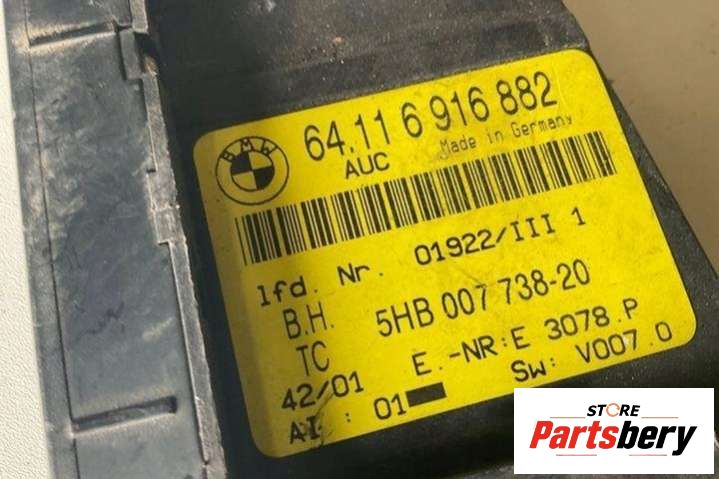 BMW
64.11 6 916 882
AUC Made in Germany
lfd. Nr. 01922/III 1
B.H. 5HB 007 738-20
TC E.-NR:E 3078.P
42/01 SW: V007.0
AI : 01
STORE
Partsbery